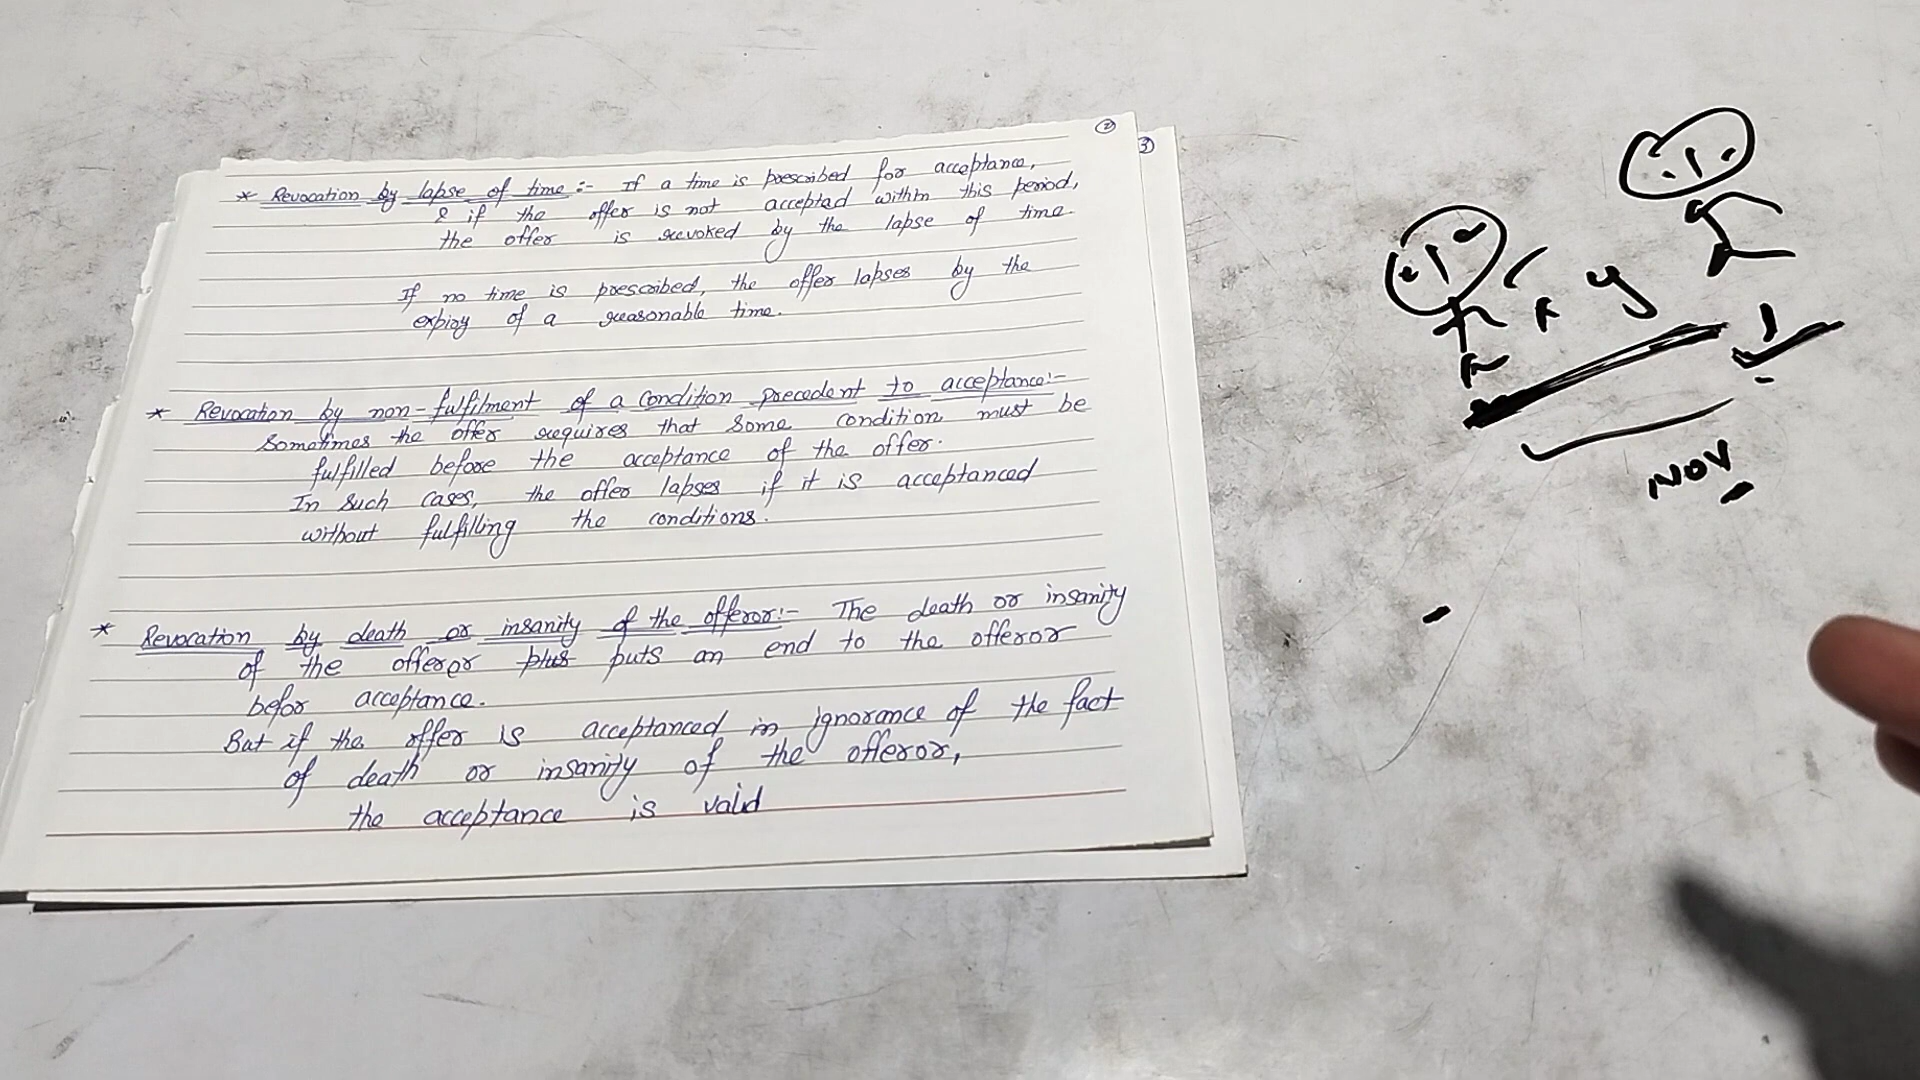 ②
3)
* Revocation by lapse of time :- If a time is prescribed for acceptance,
& if the offer is not accepted within this period,
the offer is revoked by the lapse of time.
If no time is prescribed, the offer lapses by the
expiry of a reasonable time.
* Revocation by non-fulfilment of a condition precedent to acceptance:-
Sometimes the offer requires that some condition must be
fulfilled before the acceptance of the offer.
In such cases, the offer lapses if it is acceptanced
without fulfilling the conditions.
* Revocation by death or insanity of the offeror:- The death or insanity
of the offeror plus puts an end to the offeror
befor acceptance.
But if the offer is acceptanced in ignorance of the fact
of death or insanity of the offeror,
the acceptance is valid
NOV